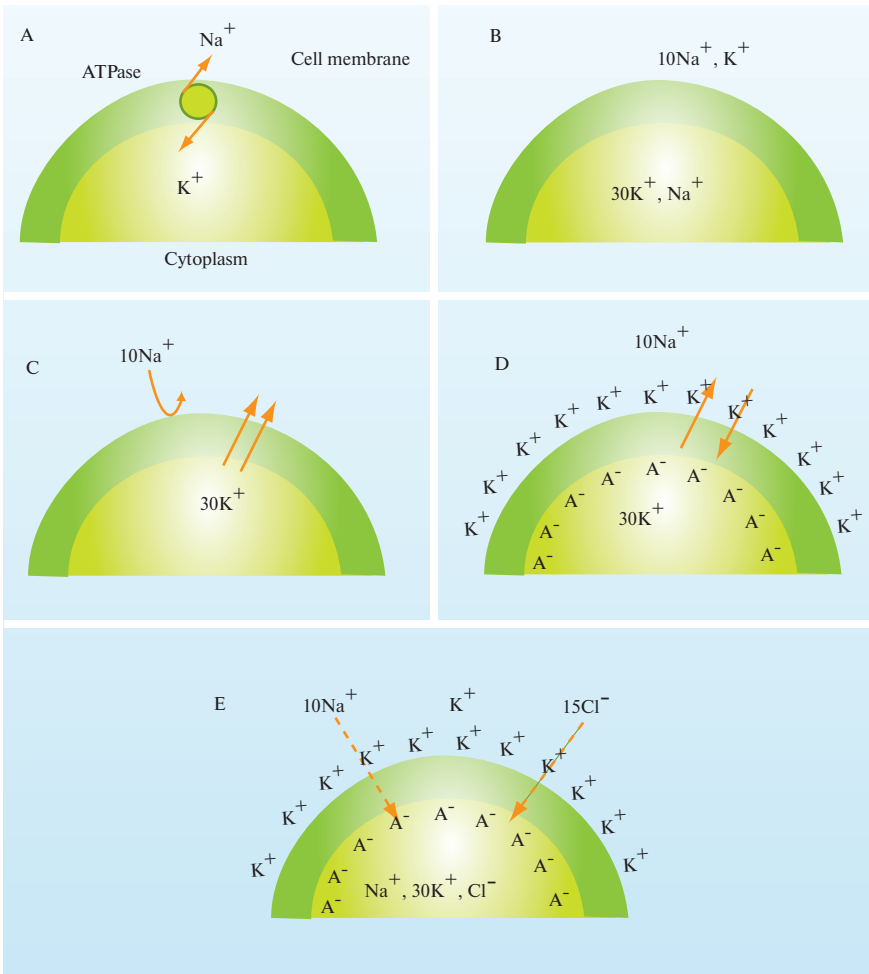 A
Na+
ATPase
Cell membrane
K+
Cytoplasm
B
10Na+, K+
30K+, Na+
C
10Na+
30K+
D
10Na+
K+ K+ K+ K+ K+ K+ K+ K+ K+ K+ K+ K+
A- A- A- A- A- A- A- A- A-
30K+
E
10Na+
K+
15Cl-
K+ K+ K+ K+ K+ K+ K+ K+ K+ K+ K+
A- A- A- A- A- A- A- A- A-
Na+, 30K+, Cl-